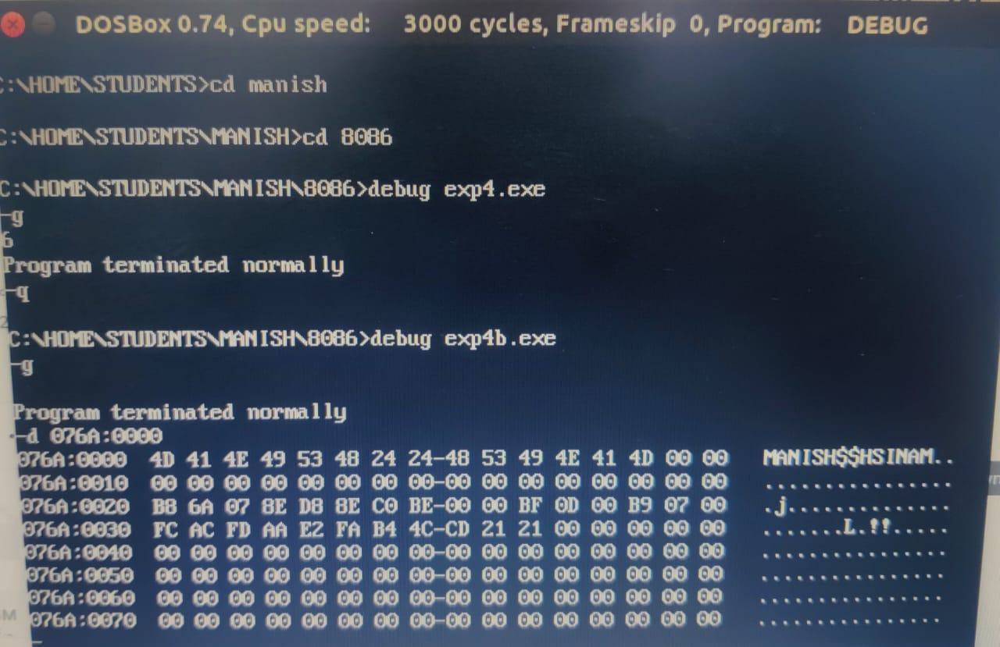 DOSBox 0.74, Cpu speed: 3000 cycles, Frameskip 0, Program: DEBUG
C:\HOME\STUDENTS>cd manish
C:\HOME\STUDENTS\MANISH>cd 8086
C:\HOME\STUDENTS\MANISH\8086>debug exp4.exe
-g
6
Program terminated normally
-q
C:\HOME\STUDENTS\MANISH\8086>debug exp4b.exe
-g
Program terminated normally
-d 076A:0000
076A:0000 4D 41 4E 49 53 48 24 24-48 53 49 4E 41 4D 00 00 MANISH$$HSINAM..
076A:0010 00 00 00 00 00 00 00 00-00 00 00 00 00 00 00 00 ................
076A:0020 B8 6A 07 8E D8 8E C0 BE-00 00 BF 0D 00 B9 07 00 .j..............
076A:0030 FC AC FD AA E2 FA B4 4C-CD 21 21 00 00 00 00 00 .......L.!!.....
076A:0040 00 00 00 00 00 00 00 00-00 00 00 00 00 00 00 00 ................
076A:0050 00 00 00 00 00 00 00 00-00 00 00 00 00 00 00 00 ................
076A:0060 00 00 00 00 00 00 00 00-00 00 00 00 00 00 00 00 ................
076A:0070 00 00 00 00 00 00 00 00-00 00 00 00 00 00 00 00 ................
-